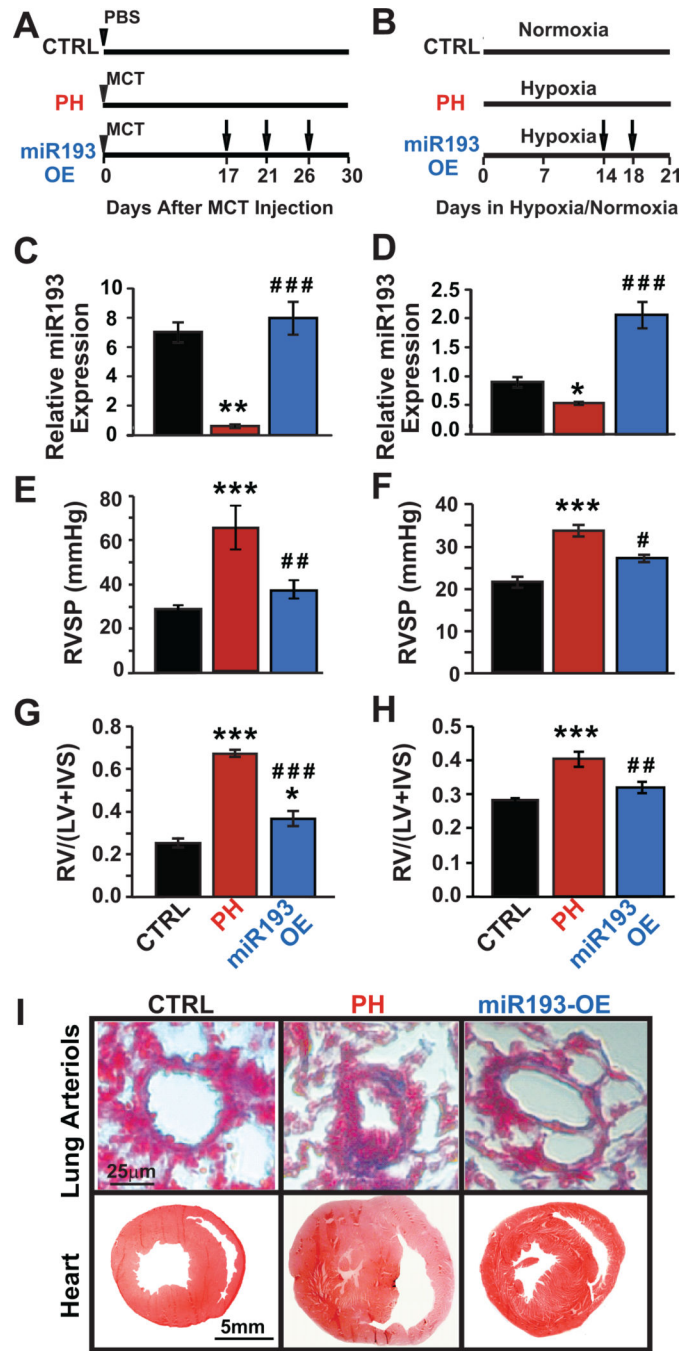 A
PBS
CTRL
MCT
PH
MCT
miR193
OE
0 17 21 26 30
Days After MCT Injection
B
CTRL
Normoxia
PH
Hypoxia
miR193
OE
Hypoxia
0 7 14 18 21
Days in Hypoxia/Normoxia
C
Relative miR193
Expression
10
8
6
4
2
0
**
###
D
Relative miR193
Expression
2.5
2.0
1.5
1.0
0.5
0.0
*
###
E
RVSP (mmHg)
80
60
40
20
0
***
##
F
RVSP (mmHg)
40
30
20
10
0
***
#
G
RV/(LV+IVS)
0.8
0.6
0.4
0.2
0.0
***
###
*
CTRL
PH
miR193
OE
H
RV/(LV+IVS)
0.5
0.4
0.3
0.2
0.1
0.0
***
##
CTRL
PH
miR193
OE
I
CTRL PH miR193-OE
Lung Arteriols
25µm
Heart
5mm